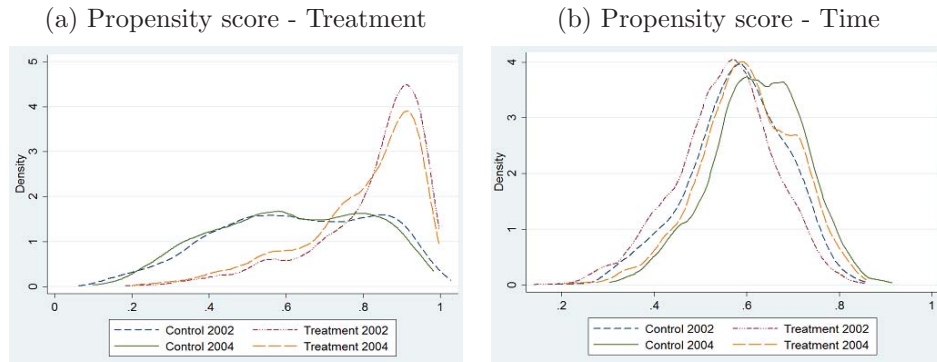 (a) Propensity score - Treatment
(b) Propensity score - Time
5
4
3
2
1
0
Density
0 .2 .4 .6 .8 1
Control 2002 Treatment 2002
Control 2004 Treatment 2004
4
3
2
1
0
Density
.2 .4 .6 .8 1
Control 2002 Treatment 2002
Control 2004 Treatment 2004